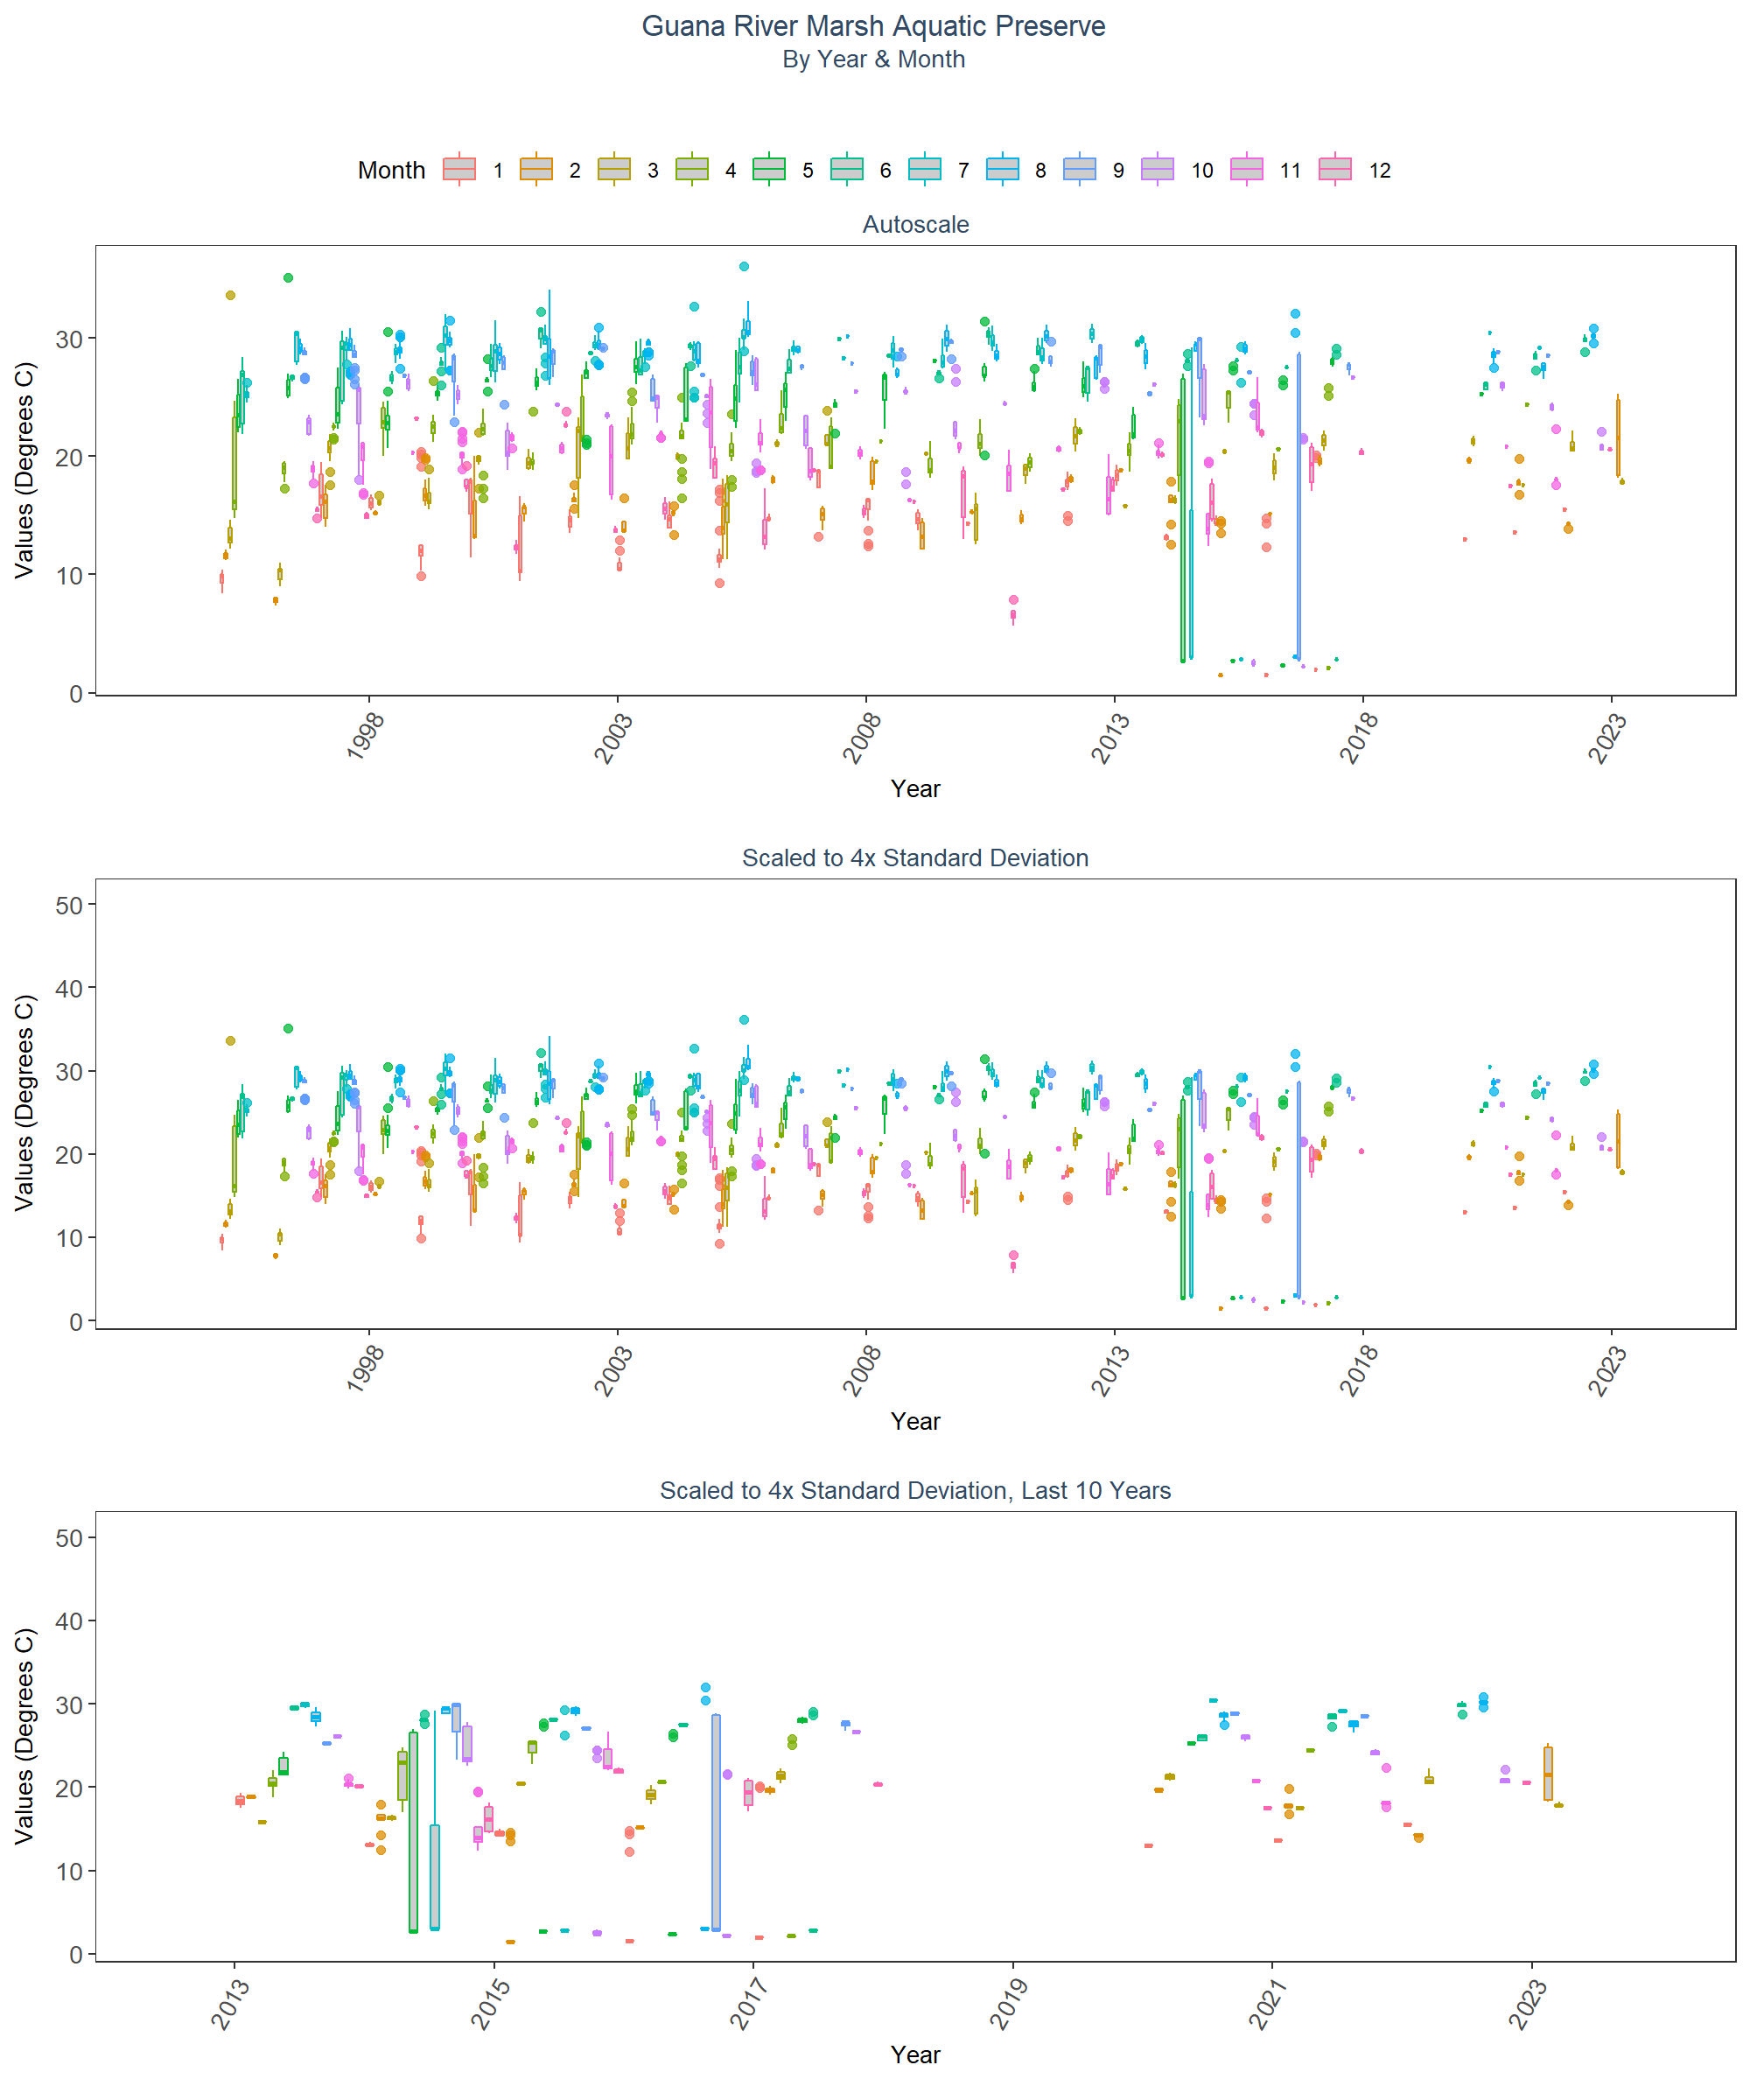 Guana River Marsh Aquatic Preserve
By Year & Month
Month 1 2 3 4 5 6 7 8 9 10 11 12
Autoscale
Values (Degrees C)
30
20
10
0
1998 2003 2008 2013 2018 2023
Year
Scaled to 4x Standard Deviation
Values (Degrees C)
50
40
30
20
10
0
1998 2003 2008 2013 2018 2023
Year
Scaled to 4x Standard Deviation, Last 10 Years
Values (Degrees C)
50
40
30
20
10
0
2013 2015 2017 2019 2021 2023
Year